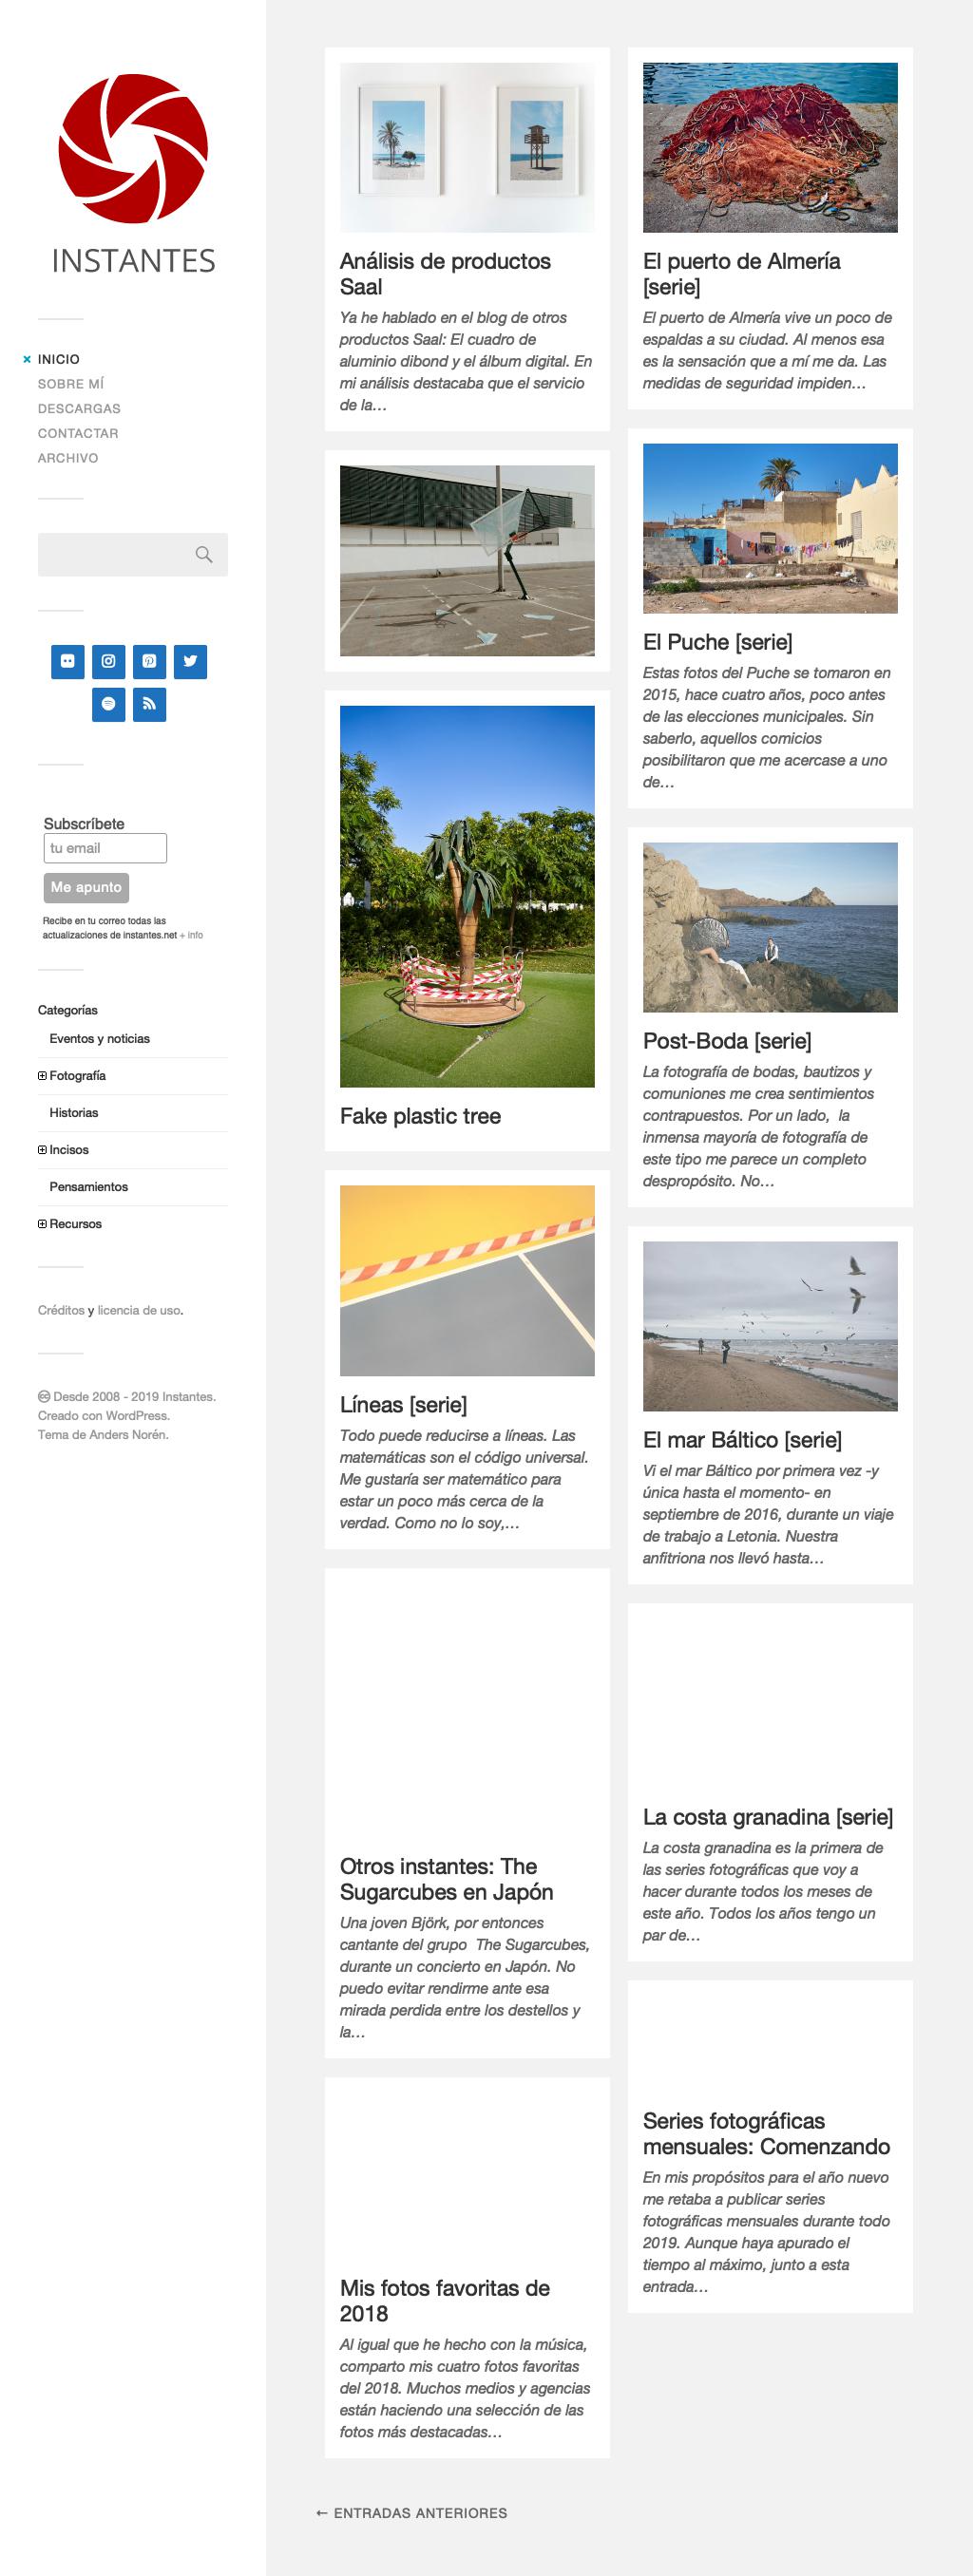 INSTANTES
INICIO
SOBRE MÍ
DESCARGAS
CONTACTAR
ARCHIVO
Subscríbete
tu email
Me apunto
Recibe en tu correo todas las
actualizaciones de instantes.net + info
Categorías
Eventos y noticias
Fotografía
Historias
Incisos
Pensamientos
Recursos
Créditos y licencia de uso.
Desde 2008 - 2019 Instantes.
Creado con WordPress.
Tema de Anders Norén.
Análisis de productos
Saal
Ya he hablado en el blog de otros
productos Saal: El cuadro de
aluminio dibond y el álbum digital. En
mi análisis destacaba que el servicio
de la…
Fake plastic tree
Líneas [serie]
Todo puede reducirse a líneas. Las
matemáticas son el código universal.
Me gustaría ser matemático para
estar un poco más cerca de la
verdad. Como no lo soy,…
Otros instantes: The
Sugarcubes en Japón
Una joven Björk, por entonces
cantante del grupo  The Sugarcubes,
durante un concierto en Japón. No
puedo evitar rendirme ante esa
mirada perdida entre los destellos y
la…
Mis fotos favoritas de
2018
Al igual que he hecho con la música,
comparto mis cuatro fotos favoritas
del 2018. Muchos medios y agencias
están haciendo una selección de las
fotos más destacadas…
El puerto de Almería
[serie]
El puerto de Almería vive un poco de
espaldas a su ciudad. Al menos esa
es la sensación que a mí me da. Las
medidas de seguridad impiden…
El Puche [serie]
Estas fotos del Puche se tomaron en
2015, hace cuatro años, poco antes
de las elecciones municipales. Sin
saberlo, aquellos comicios
posibilitaron que me acercase a uno
de…
Post-Boda [serie]
La fotografía de bodas, bautizos y
comuniones me crea sentimientos
contrapuestos. Por un lado,  la
inmensa mayoría de fotografía de
este tipo me parece un completo
despropósito. No…
El mar Báltico [serie]
Vi el mar Báltico por primera vez -y
única hasta el momento- en
septiembre de 2016, durante un viaje
de trabajo a Letonia. Nuestra
anfitriona nos llevó hasta…
La costa granadina [serie]
La costa granadina es la primera de
las series fotográficas que voy a
hacer durante todos los meses de
este año. Todos los años tengo un
par de…
Series fotográficas
mensuales: Comenzando
En mis propósitos para el año nuevo
me retaba a publicar series
fotográficas mensuales durante todo
2019. Aunque haya apurado el
tiempo al máximo, junto a esta
entrada…
← ENTRADAS ANTERIORES